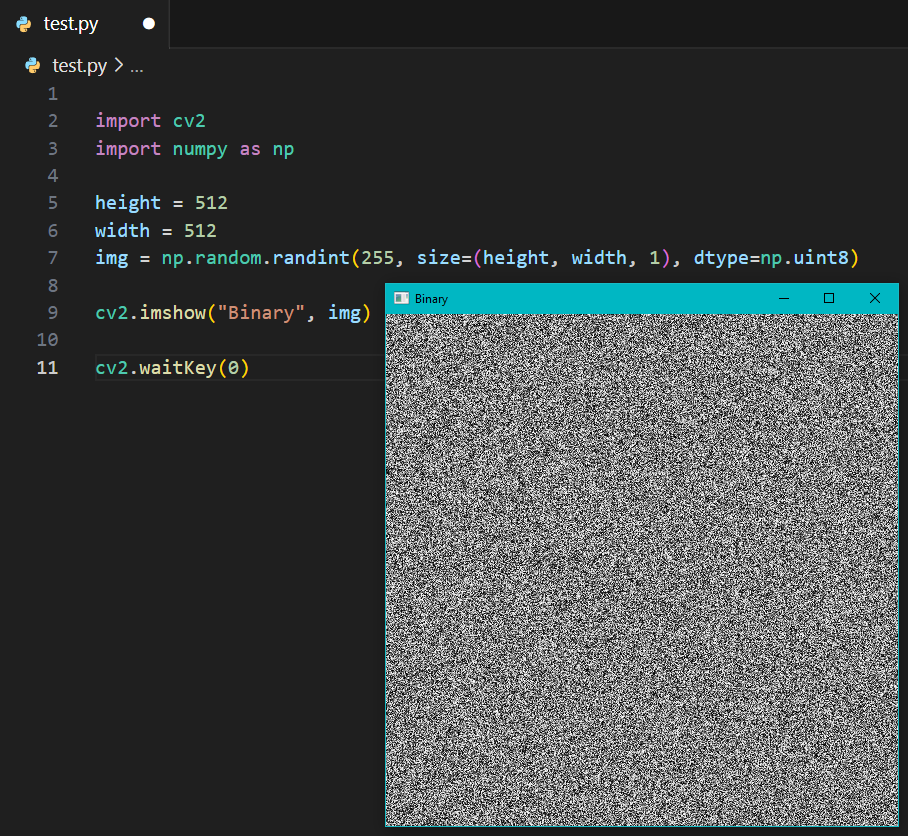 test.py
test.py > ...
1
2 import cv2
3 import numpy as np
4
5 height = 512
6 width = 512
7 img = np.random.randint(255, size=(height, width, 1), dtype=np.uint8)
8
Binary
9 cv2.imshow("Binary", img)
10
11 cv2.waitKey(0)